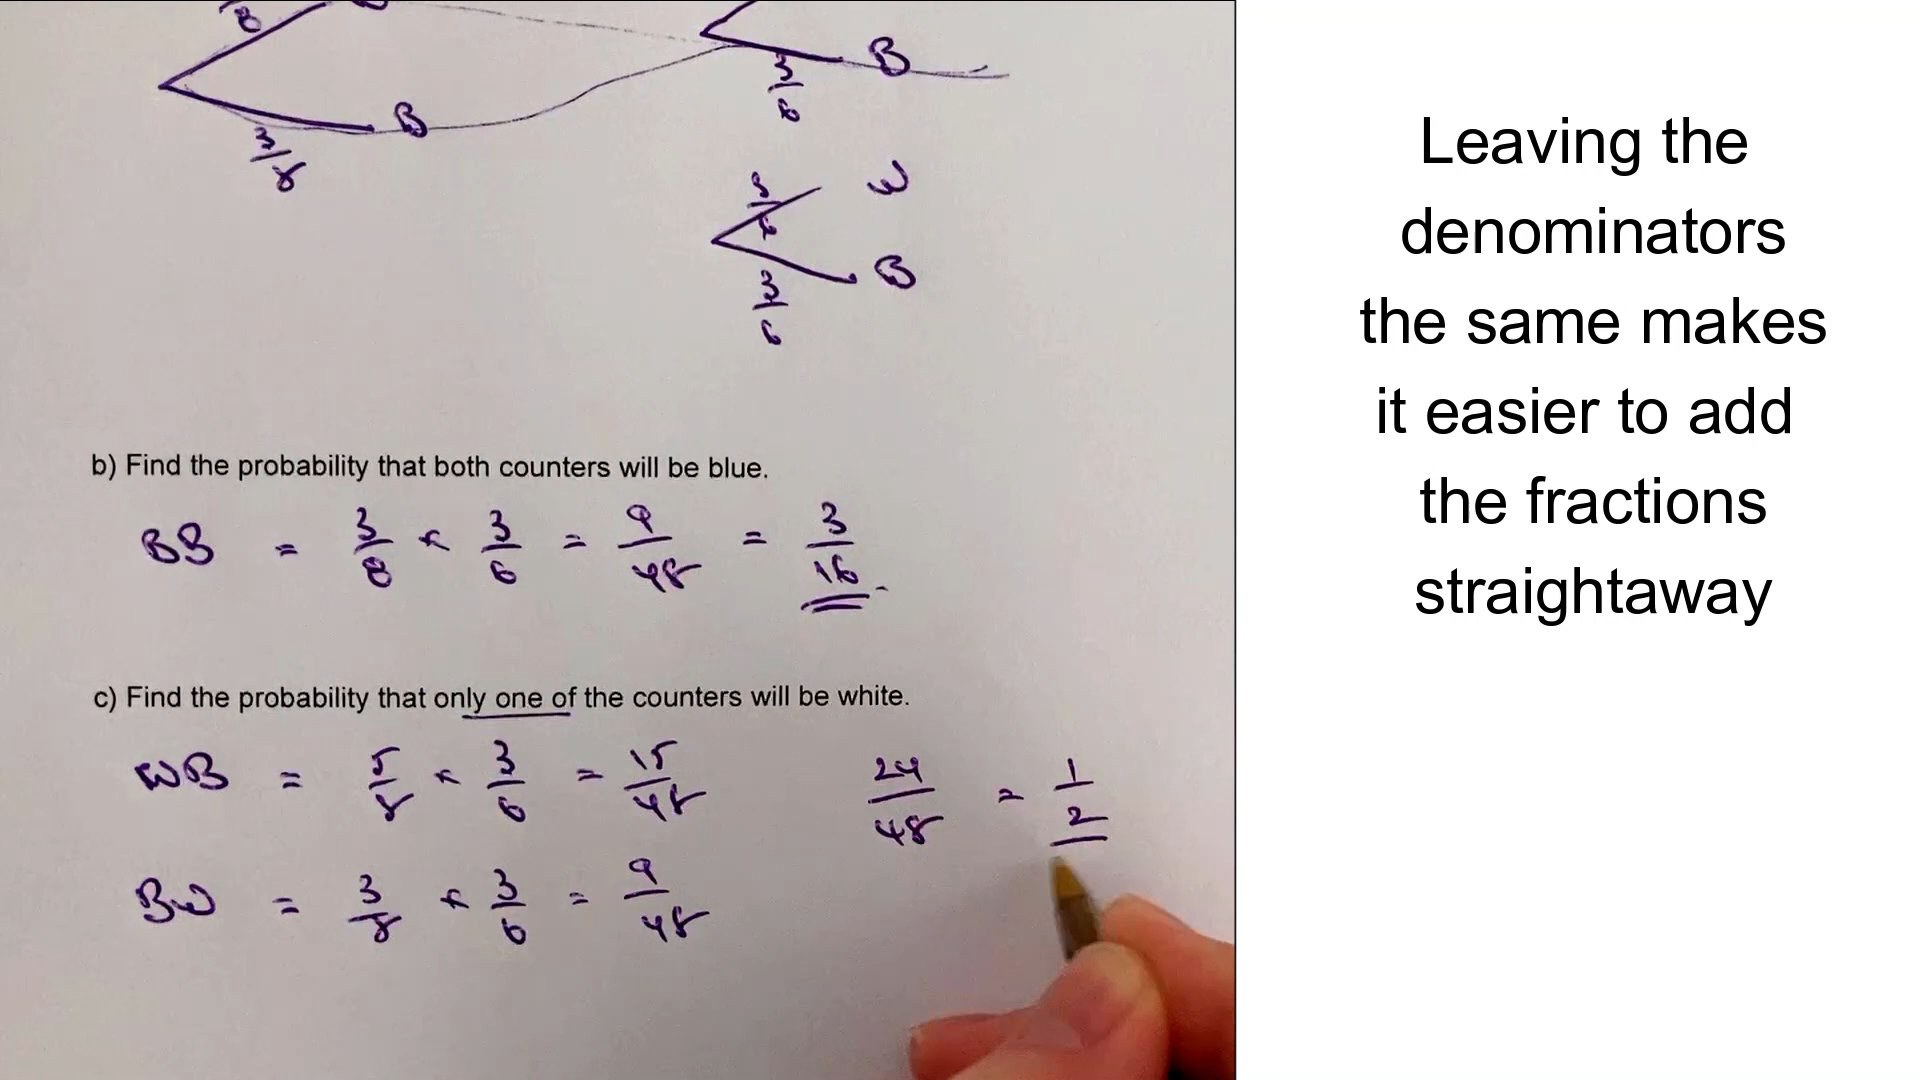 8
B
3/8
B
3/6
W
B
3/6
b) Find the probability that both counters will be blue.
BB = 3/8 × 3/6 = 9/48 = 3/16
c) Find the probability that only one of the counters will be white.
WB = 5/8 × 3/6 = 15/48
24/48 = 1/2
BW = 3/8 × 3/6 = 9/48
Leaving the
denominators
the same makes
it easier to add
the fractions
straightaway